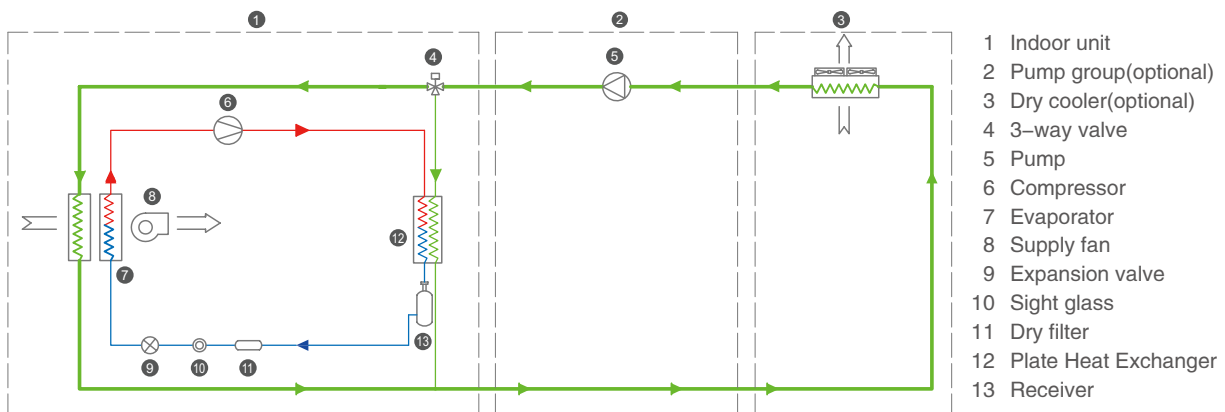 1
2
3
4
5
6
7
8
9
10
11
12
13
1 Indoor unit
2 Pump group(optional)
3 Dry cooler(optional)
4 3–way valve
5 Pump
6 Compressor
7 Evaporator
8 Supply fan
9 Expansion valve
10 Sight glass
11 Dry filter
12 Plate Heat Exchanger
13 Receiver